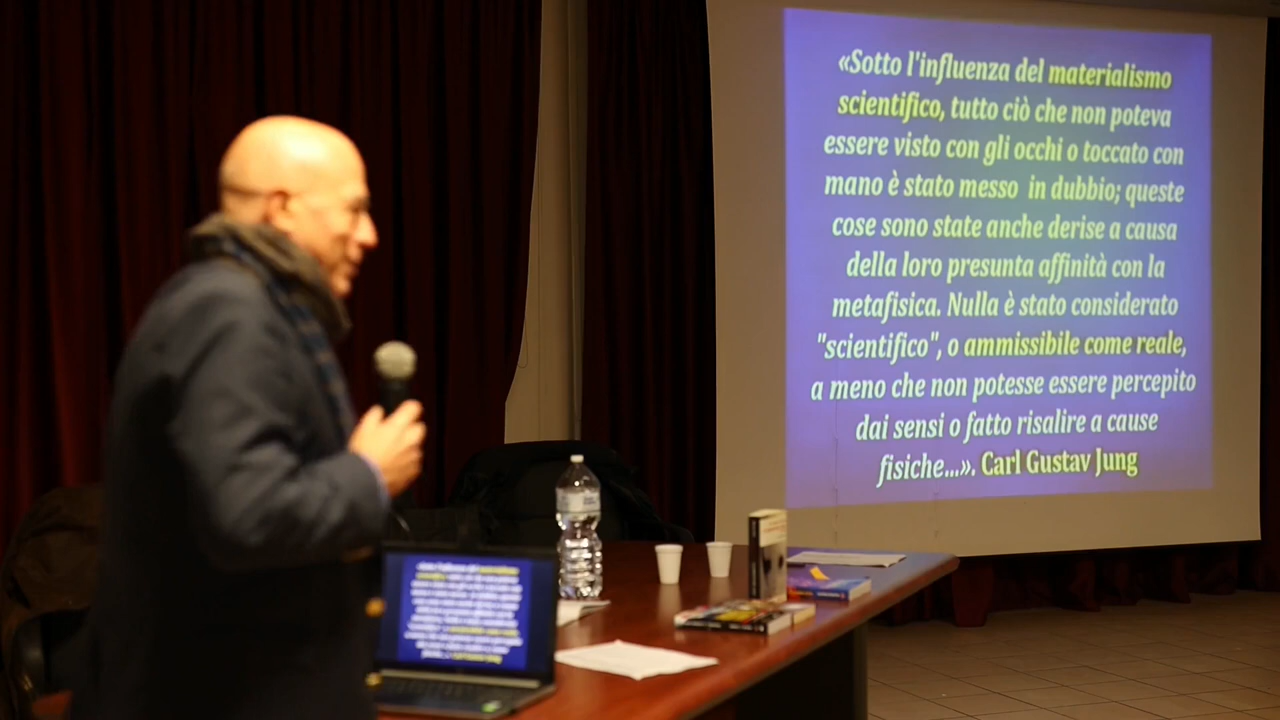 «Sotto l'influenza del materialismo
scientifico, tutto ciò che non poteva
essere visto con gli occhi o toccato con
mano è stato messo  in dubbio; queste
cose sono state anche derise a causa
della loro presunta affinità con la
metafisica. Nulla è stato considerato
"scientifico", o ammissibile come reale,
a meno che non potesse essere percepito
dai sensi o fatto risalire a cause
fisiche...». Carl Gustav Jung